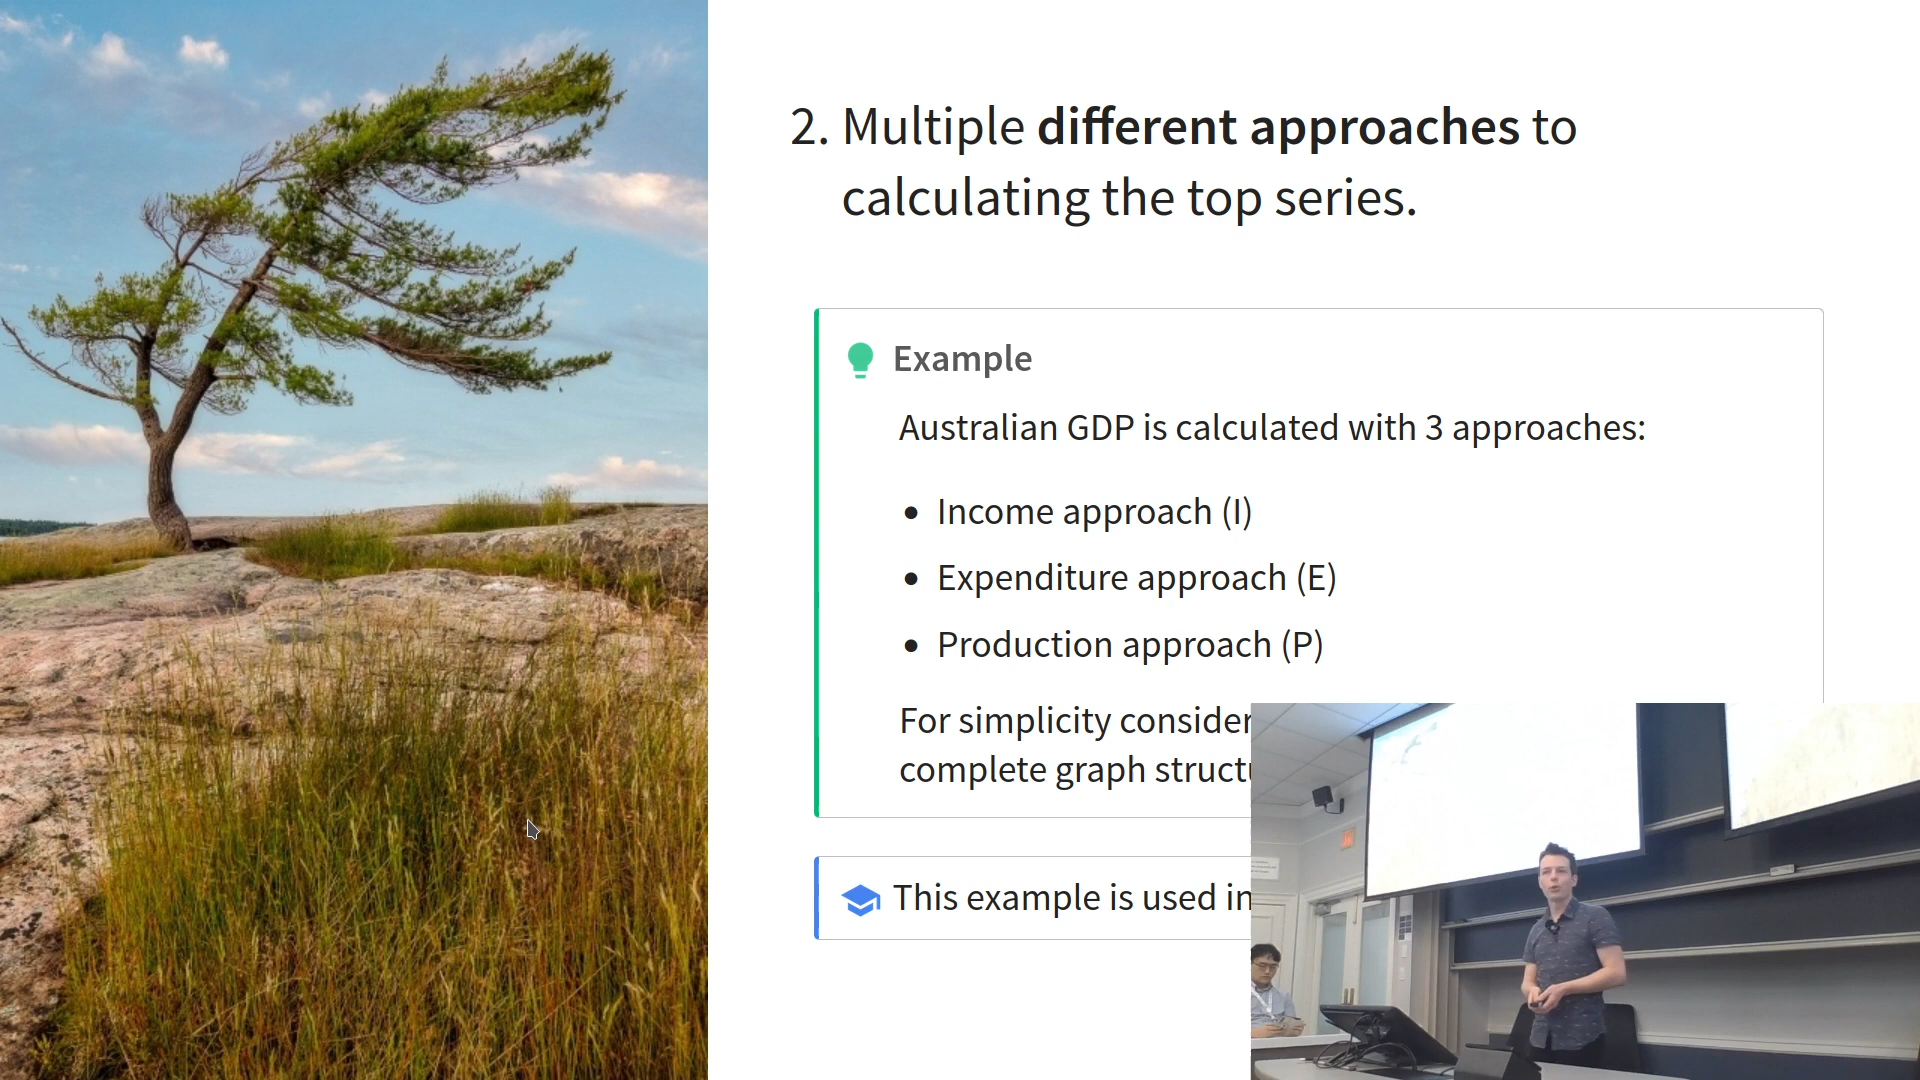 2. Multiple different approaches to
calculating the top series.
Example
Australian GDP is calculated with 3 approaches:
• Income approach (I)
• Expenditure approach (E)
• Production approach (P)
For simplicity consider
complete graph struct
This example is used in